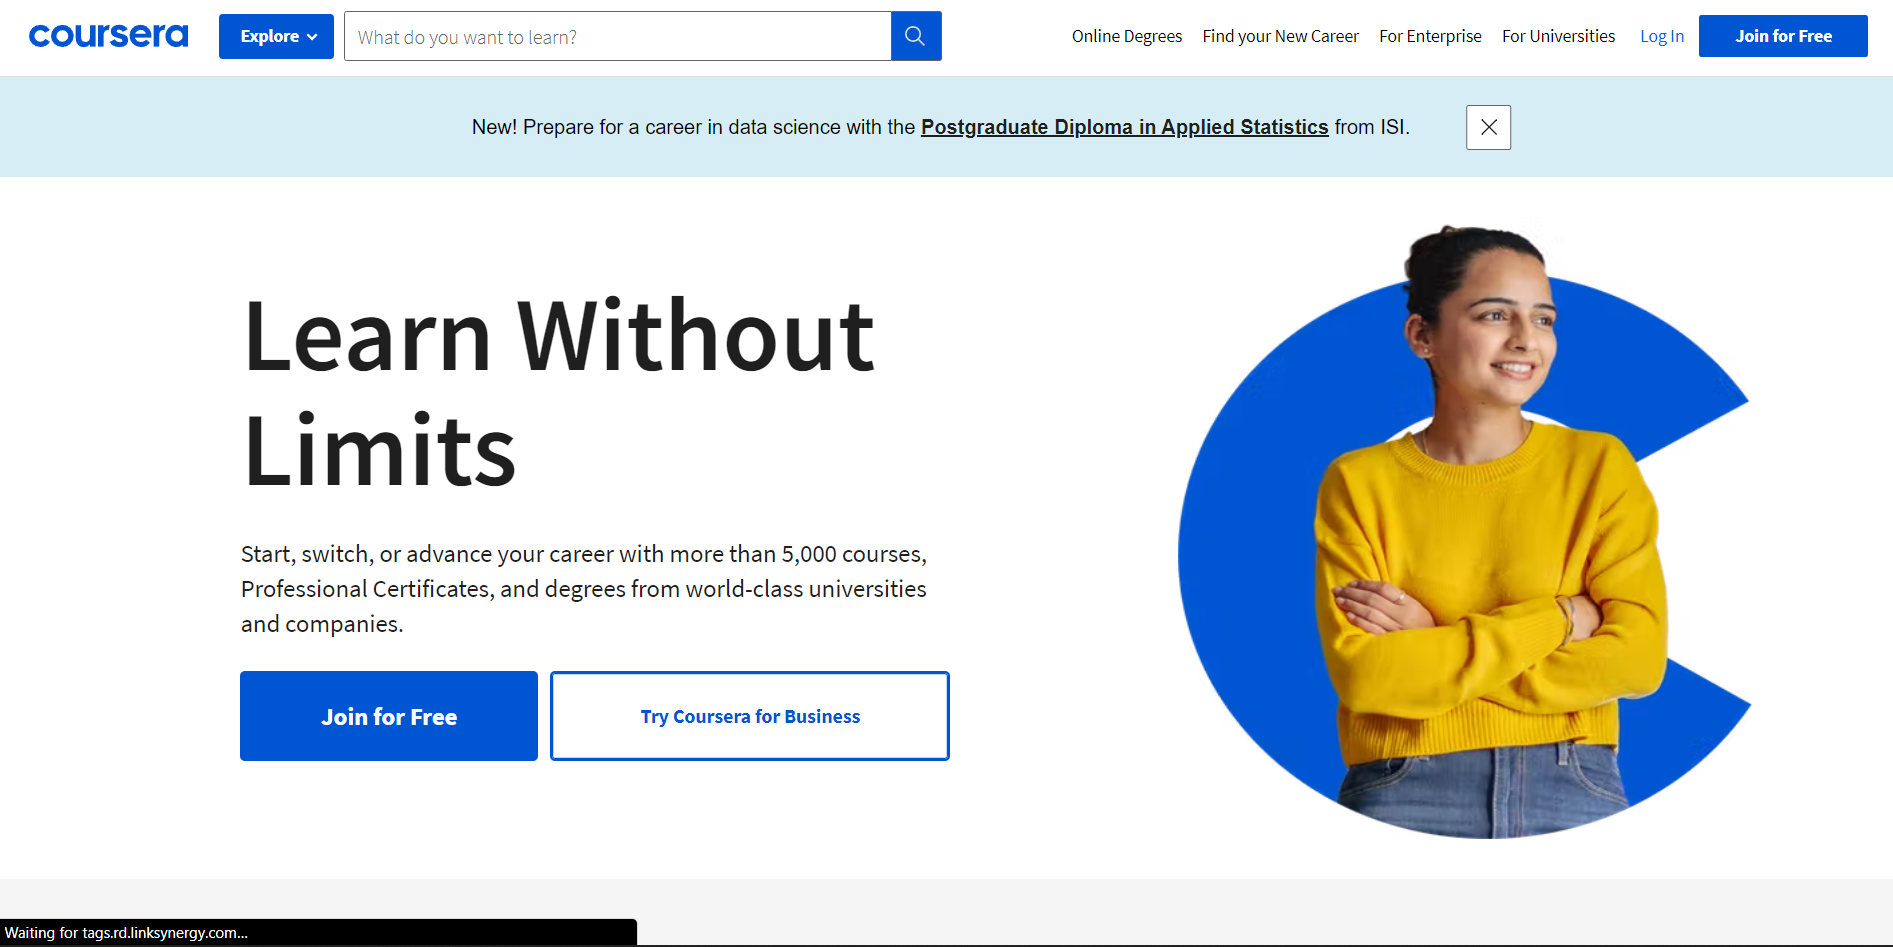 coursera
Explore
What do you want to learn?
Online Degrees
Find your New Career
For Enterprise
For Universities
Log In
Join for Free
New! Prepare for a career in data science with the Postgraduate Diploma in Applied Statistics from ISI.
Learn Without
Limits
Start, switch, or advance your career with more than 5,000 courses,
Professional Certificates, and degrees from world-class universities
and companies.
Join for Free
Try Coursera for Business
Waiting for tags.rd.linksynergy.com...